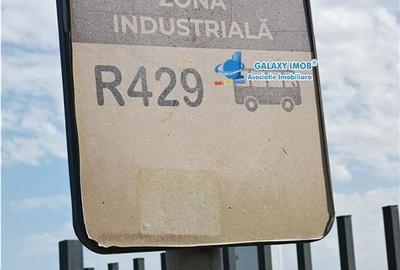 ZONA
INDUSTRIALĂ
GALAXY IMOB®
Asociatie Imobiliara
R429